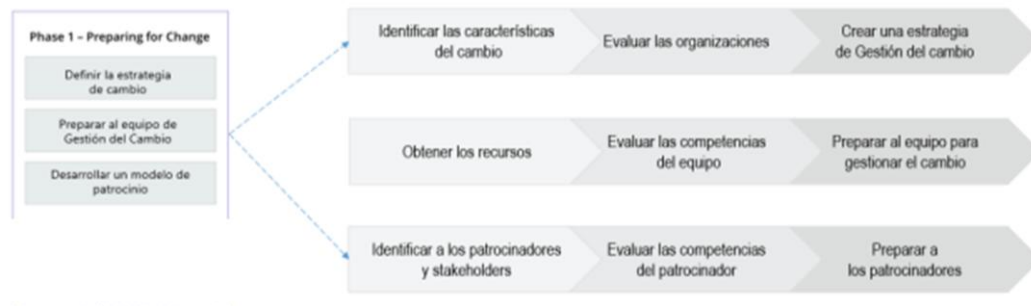 Phase 1 – Preparing for Change
Definir la estrategia
de cambio
Preparar al equipo de
Gestión del Cambio
Desarrollar un modelo de
patrocinio
Identificar las características
del cambio
Evaluar las organizaciones
Crear una estrategia
de Gestión del cambio
Obtener los recursos
Evaluar las competencias
del equipo
Preparar al equipo para
gestionar el cambio
Identificar a los patrocinadores
y stakeholders
Evaluar las competencias
del patrocinador
Preparar a
los patrocinadores